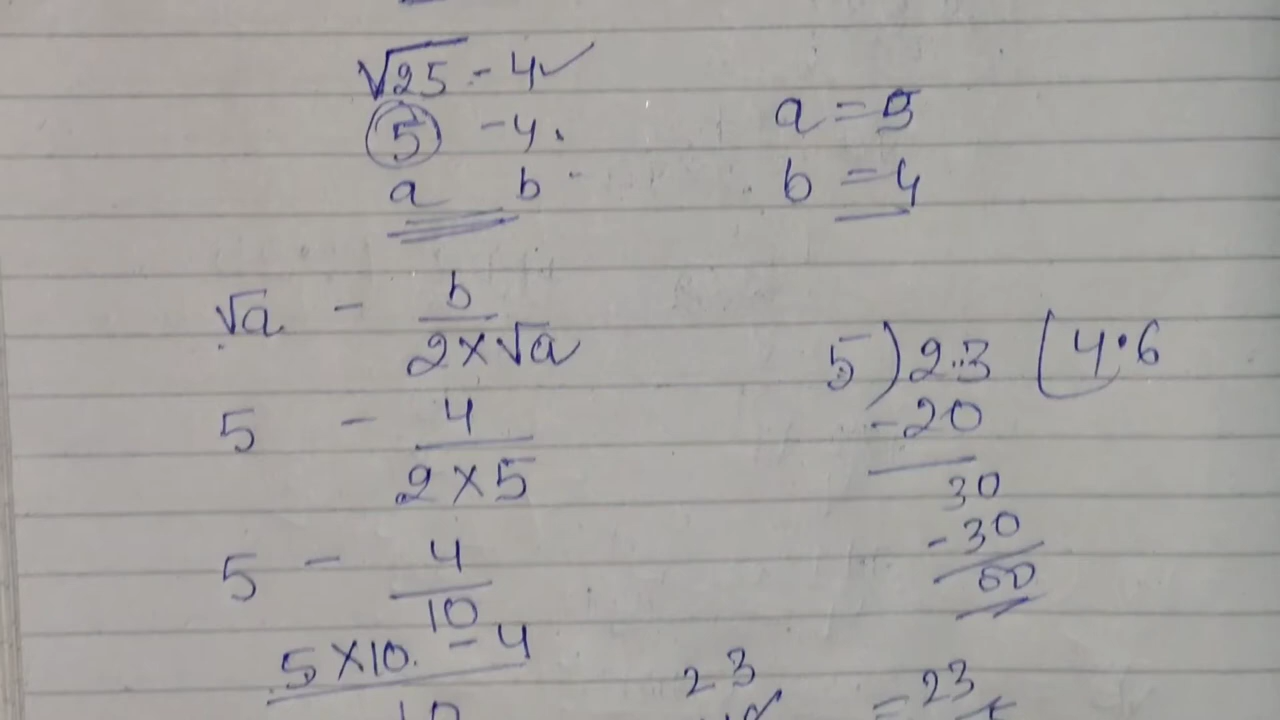 √25 - 4 ✓
5 - 4.
a b
a = 5
b = 4
√a - b/2×√a
5 - 4/2×5
5 - 4/10
5×10. - 4/10
5)23(4.6
-20
30
-30
00
23
= 23